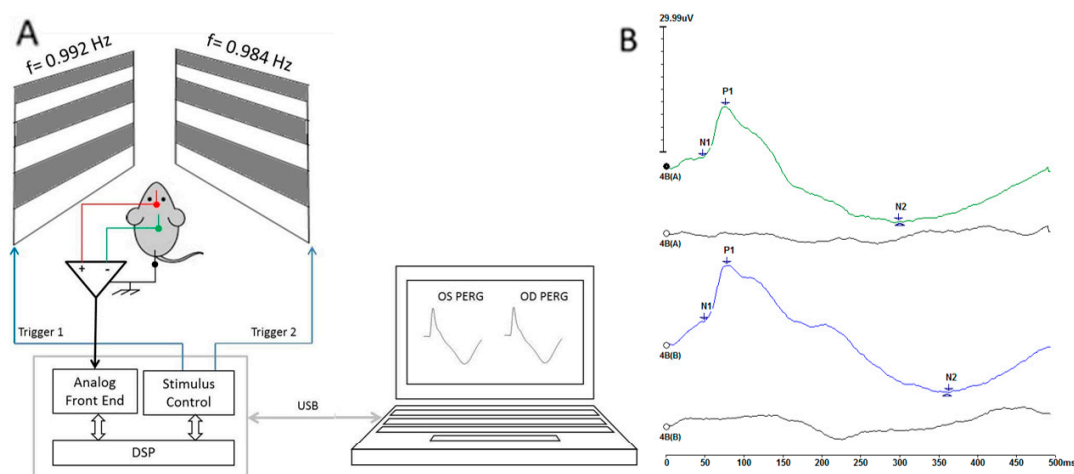 A
f= 0.992 Hz
f= 0.984 Hz
+ -
Trigger 1
Trigger 2
Analog
Front End
Stimulus
Control
DSP
USB
OS PERG
OD PERG
B
29.99uV
P1
N1
4B(A)
N2
4B(A)
P1
N1
4B(B)
N2
4B(B)
0 50 100 150 200 250 300 350 400 450 500ms